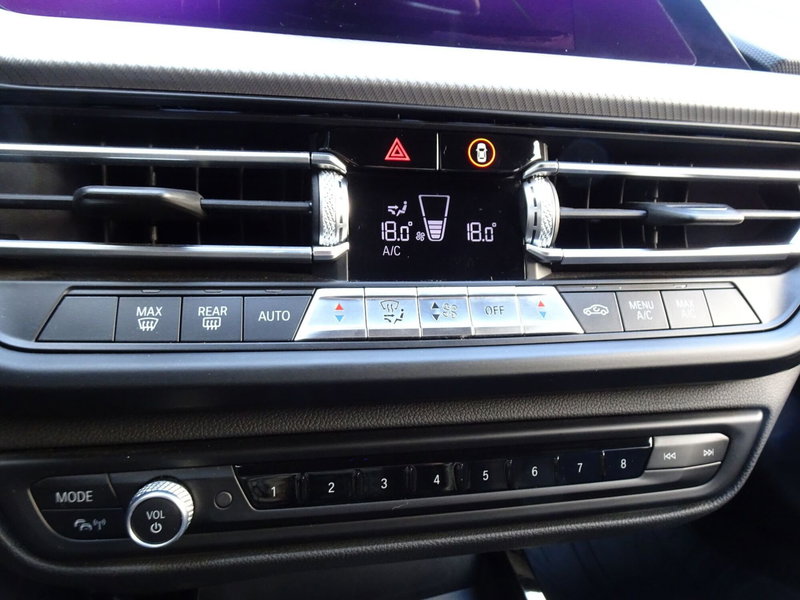 18.0° 18.0°
A/C
MAX REAR AUTO OFF MENU A/C MAX A/C
MODE VOL 1 2 3 4 5 6 7 8